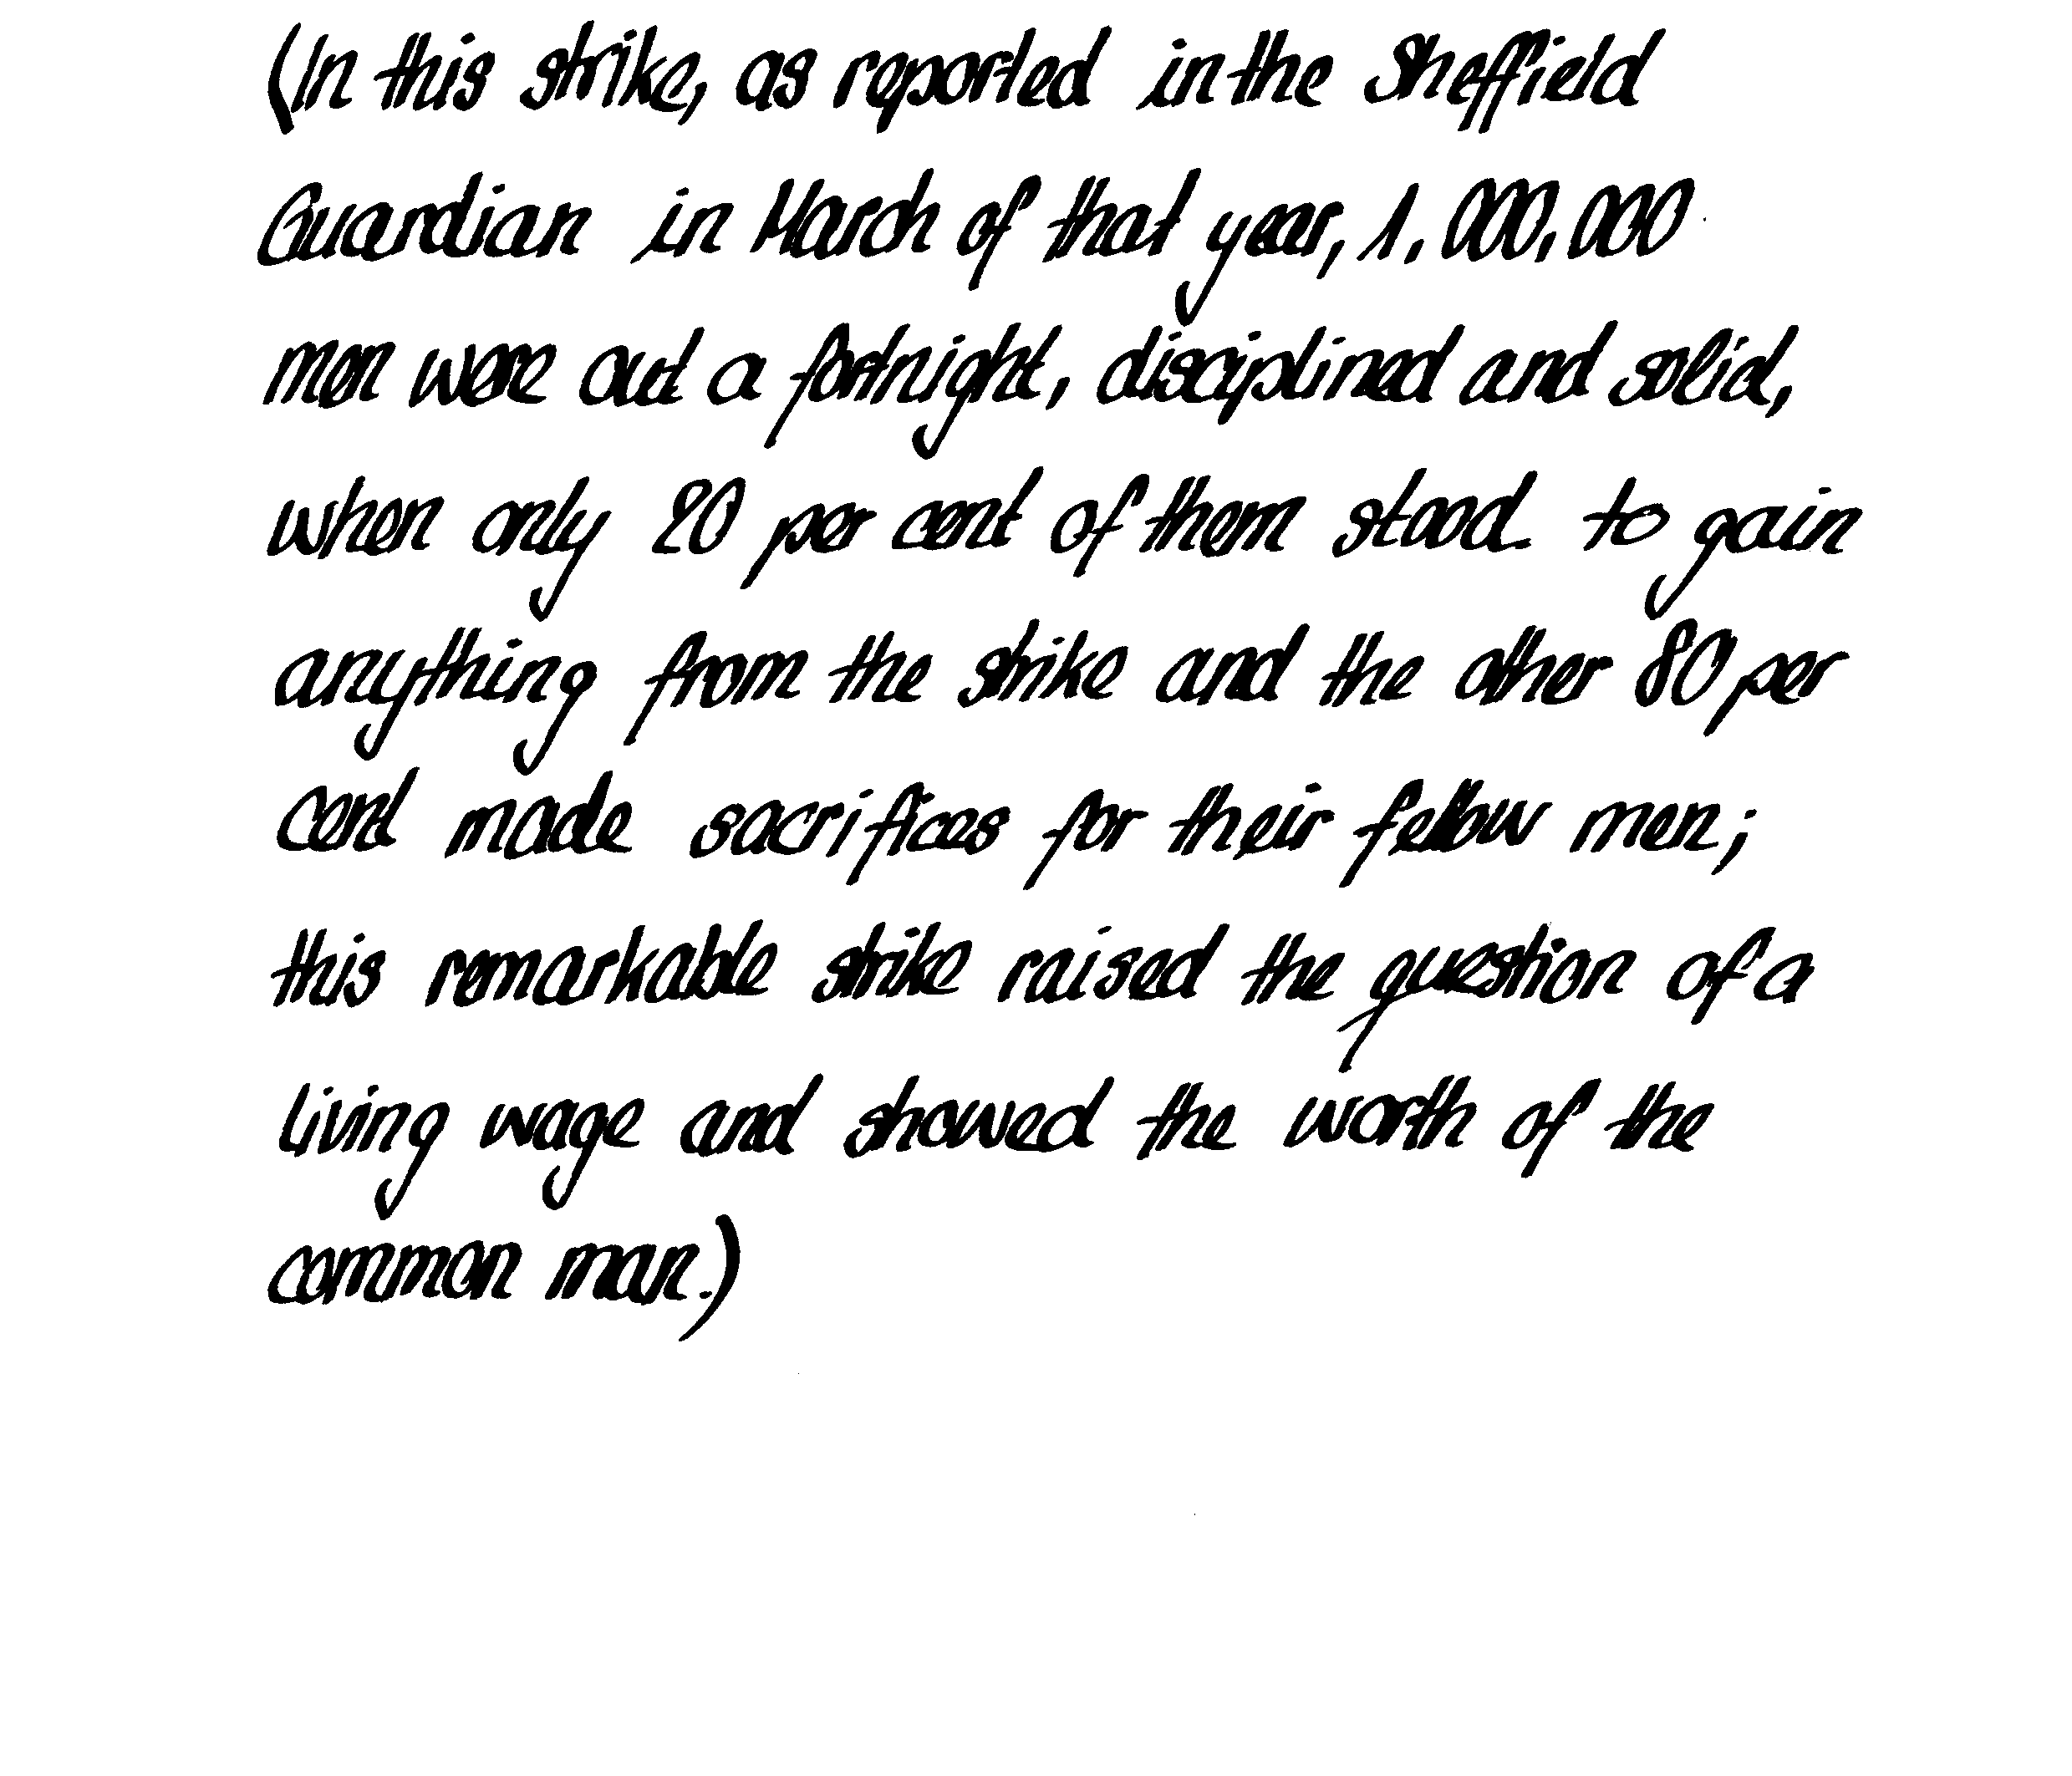 (In this strike, as reported in the Sheffield
Guardian in March of that year, 1,000,000
men were out a fortnight, disciplined and solid,
when only 20 per cent of them stood to gain
anything from the strike and the other 80 per
cent made sacrifices for their fellow men;
this remarkable strike raised the question of a
living wage and showed the worth of the
common man.)